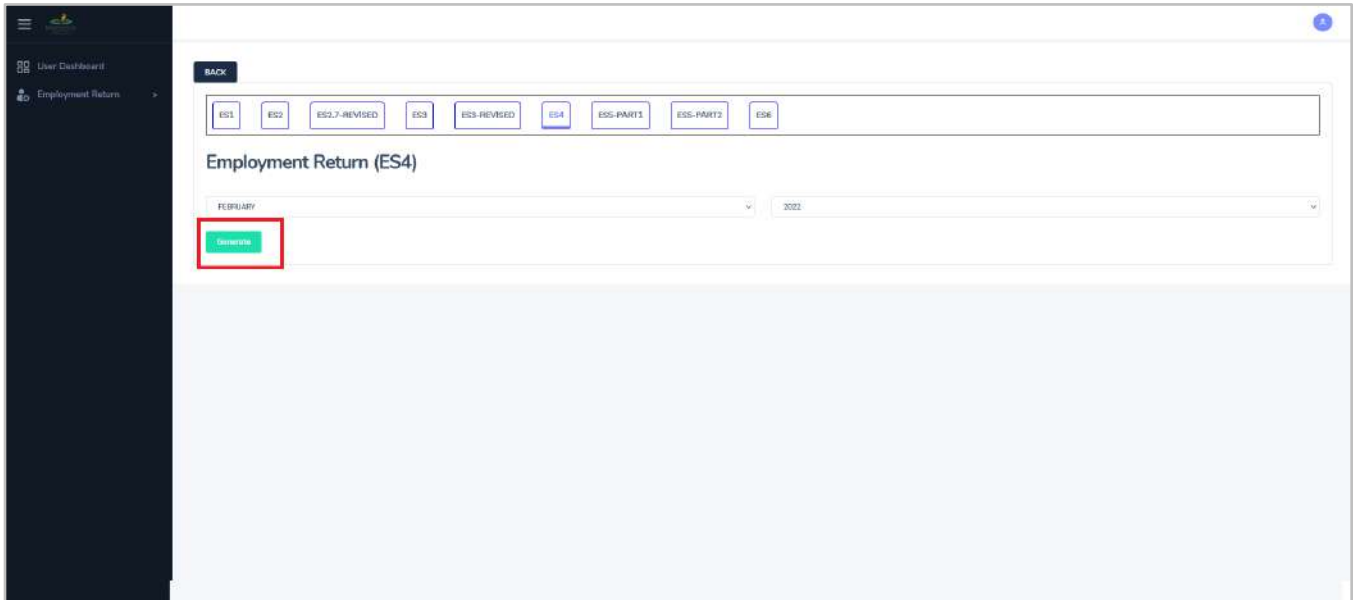 User Dashboard
Employment Return >
BACK
ES1 ES2 ES2.7-REVISED ES3 ES3-REVISED ES4 ES5-PART1 ES5-PART2 ES6
Employment Return (ES4)
FEBRUARY 2022
Generate